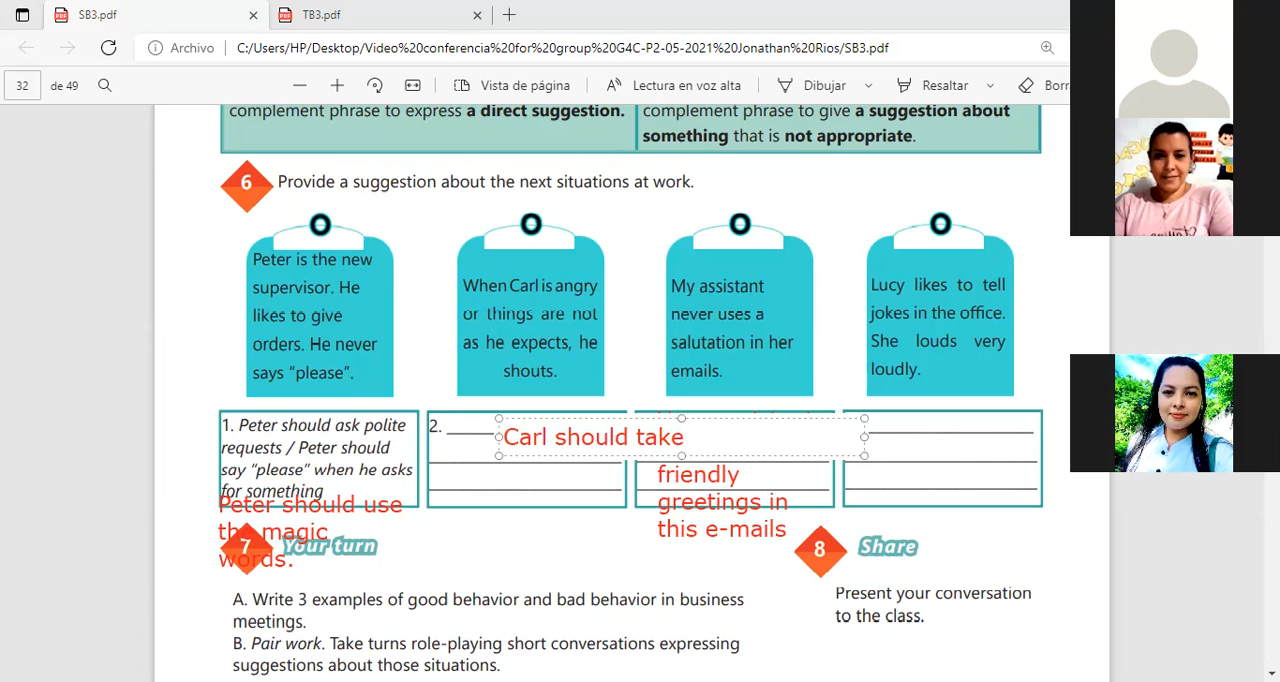 SB3.pdf
TB3.pdf
Archivo
C:/Users/HP/Desktop/Video%20conferencia%20for%20group%20G4C-P2-05-2021%20Jonathan%20Rios/SB3.pdf
32
de 49
Vista de página
Lectura en voz alta
Dibujar
Resaltar
Borra
complement phrase to express a direct suggestion.
complement phrase to give a suggestion about
something that is not appropriate.
6
Provide a suggestion about the next situations at work.
Peter is the new
supervisor. He
likes to give
orders. He never
says “please”.
When Carl is angry
or things are not
as he expects, he
shouts.
My assistant
never uses a
salutation in her
emails.
Lucy likes to tell
jokes in the office.
She louds very
loudly.
1. Peter should ask polite
requests / Peter should
say “please” when he asks
for something
Peter should use
the magic
words.
2.
Carl should take
friendly
greetings in
this e-mails
7
Your turn
A. Write 3 examples of good behavior and bad behavior in business
meetings.
B. Pair work. Take turns role-playing short conversations expressing
suggestions about those situations.
8
Share
Present your conversation
to the class.